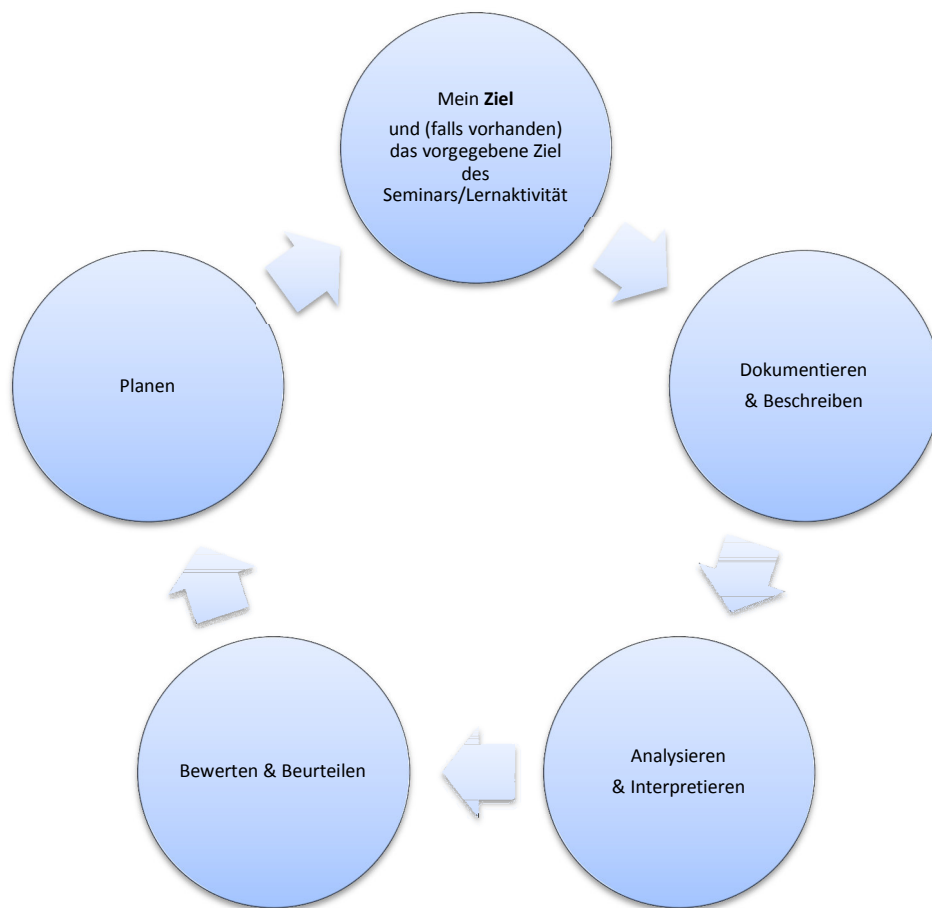 Mein Ziel
und (falls vorhanden)
das vorgegebene Ziel
des
Seminars/Lernaktivität
Dokumentieren
& Beschreiben
Analysieren
& Interpretieren
Bewerten & Beurteilen
Planen